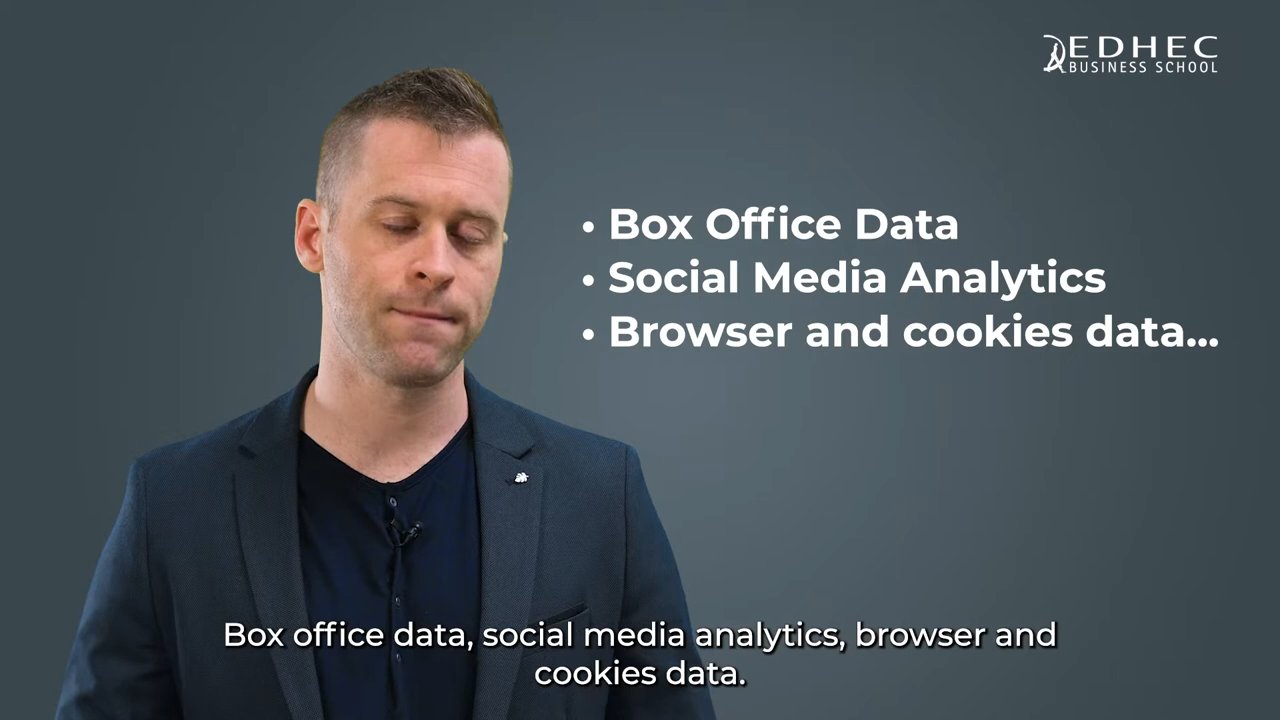 EDHEC
BUSINESS SCHOOL
• Box Office Data
• Social Media Analytics
• Browser and cookies data...
Box office data, social media analytics, browser and
cookies data.